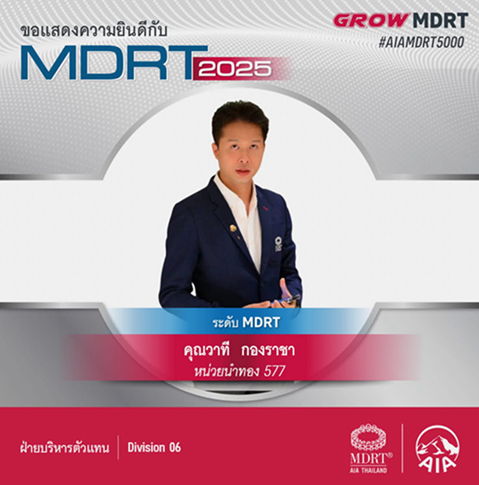 ขอแสดงความยินดีกับ
MDRT 2025
GROW MDRT
#AIAMDRT5000
ระดับ MDRT
คุณวาที กองราชา
หน่วยนำทอง 577
ฝ่ายบริหารตัวแทน | Division 06
MDRT®
AIA THAILAND
AIA